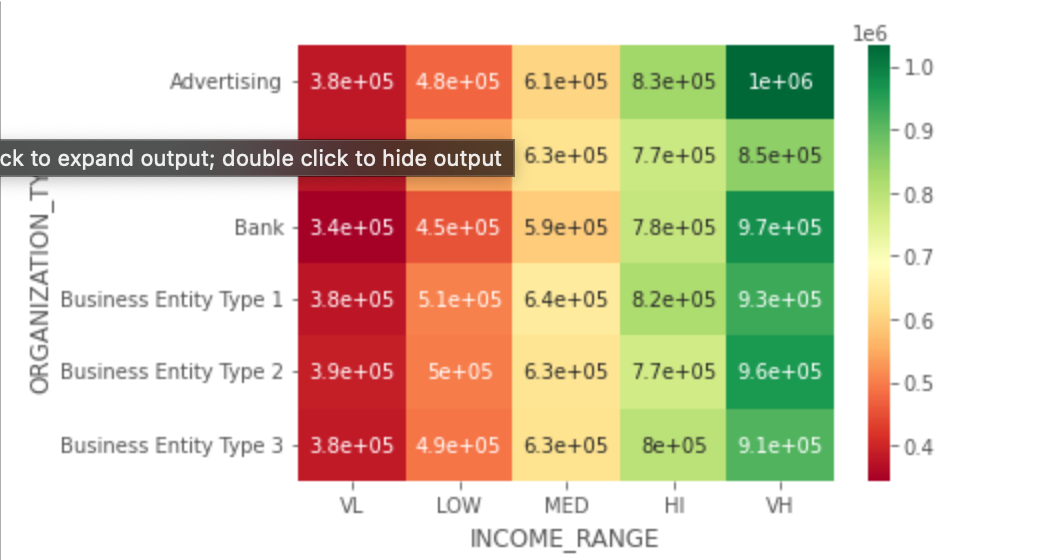 1e6
Advertising 3.8e+05 4.8e+05 6.1e+05 8.3e+05 1e+06
1.0
0.9
ck to expand output; double click to hide output 6.3e+05 7.7e+05 8.5e+05
0.8
Bank 3.4e+05 4.5e+05 5.9e+05 7.8e+05 9.7e+05
0.7
ORGANIZATION_TY
Business Entity Type 1 3.8e+05 5.1e+05 6.4e+05 8.2e+05 9.3e+05
0.6
Business Entity Type 2 3.9e+05 5e+05 6.3e+05 7.7e+05 9.6e+05
0.5
Business Entity Type 3 3.8e+05 4.9e+05 6.3e+05 8e+05 9.1e+05
0.4
VL LOW MED HI VH
INCOME_RANGE